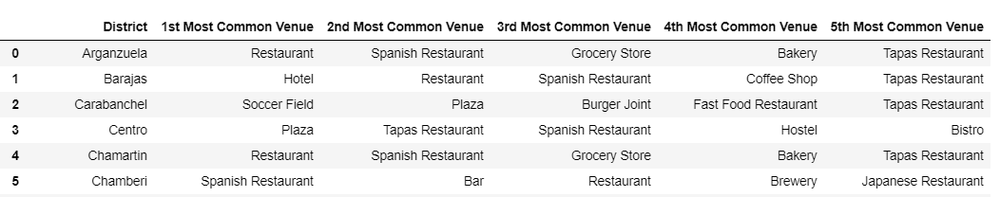 District 1st Most Common Venue 2nd Most Common Venue 3rd Most Common Venue 4th Most Common Venue 5th Most Common Venue
0 Arganzuela Restaurant Spanish Restaurant Grocery Store Bakery Tapas Restaurant
1 Barajas Hotel Restaurant Spanish Restaurant Coffee Shop Tapas Restaurant
2 Carabanchel Soccer Field Plaza Burger Joint Fast Food Restaurant Tapas Restaurant
3 Centro Plaza Tapas Restaurant Spanish Restaurant Hostel Bistro
4 Chamartin Restaurant Spanish Restaurant Grocery Store Bakery Tapas Restaurant
5 Chamberi Spanish Restaurant Bar Restaurant Brewery Japanese Restaurant